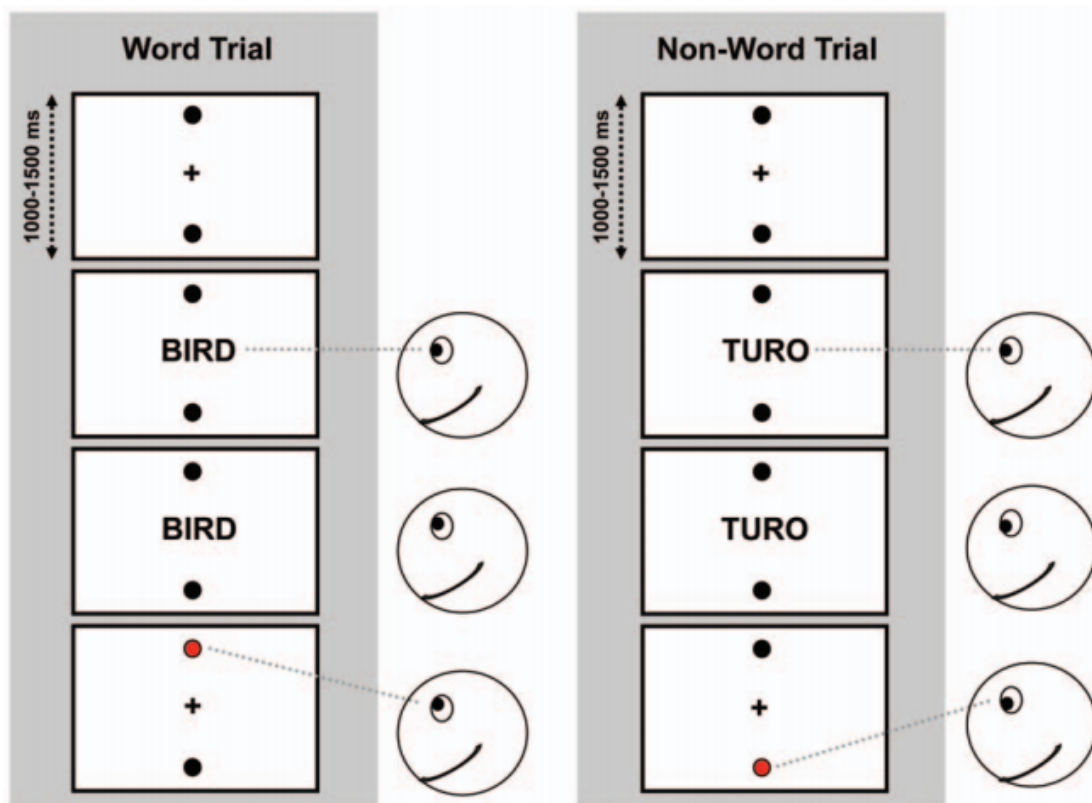 Word Trial
1000-1500 ms
+
BIRD
BIRD
+
Non-Word Trial
1000-1500 ms
+
TURO
TURO
+